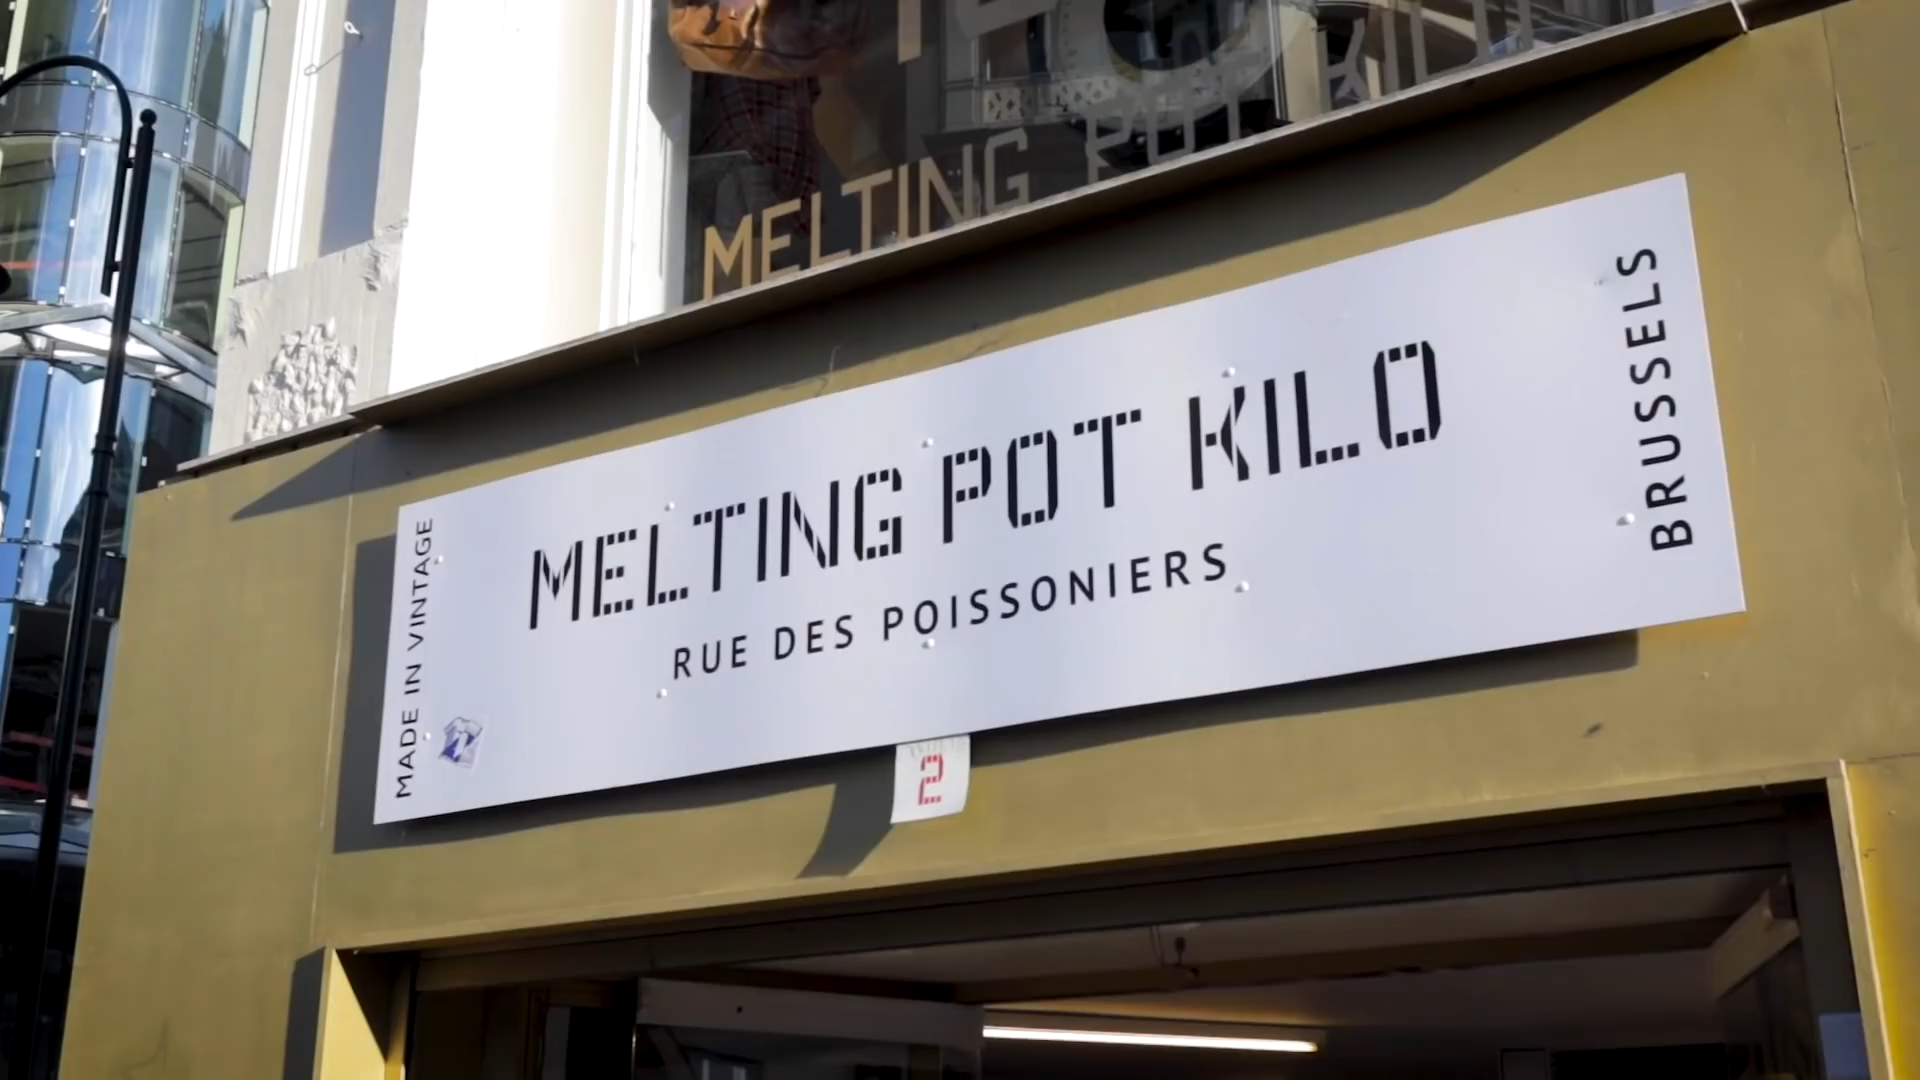 MELTING POT KILO
MADE IN VINTAGE
MELTING POT KILO
RUE DES POISSONIERS
BRUSSELS
2